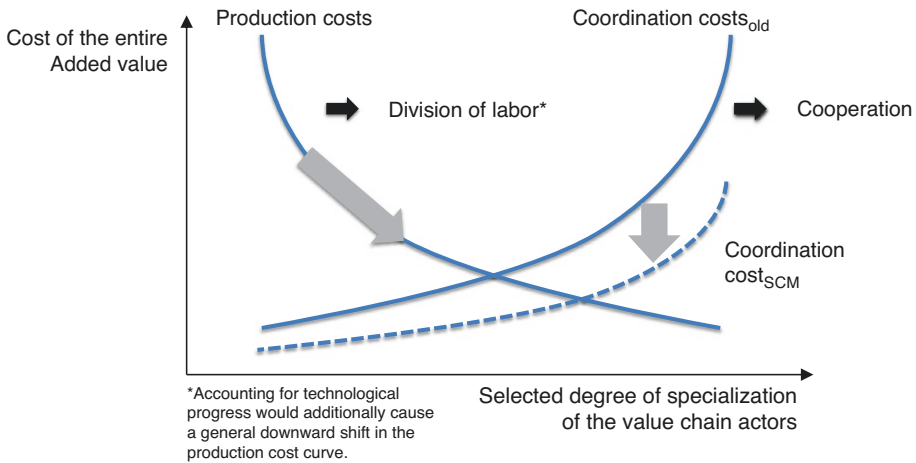 Production costs
Coordination costs_old
Cost of the entire
Added value
Division of labor*
Cooperation
Coordination
cost_SCM
*Accounting for technological
progress would additionally cause
a general downward shift in the
production cost curve.
Selected degree of specialization
of the value chain actors